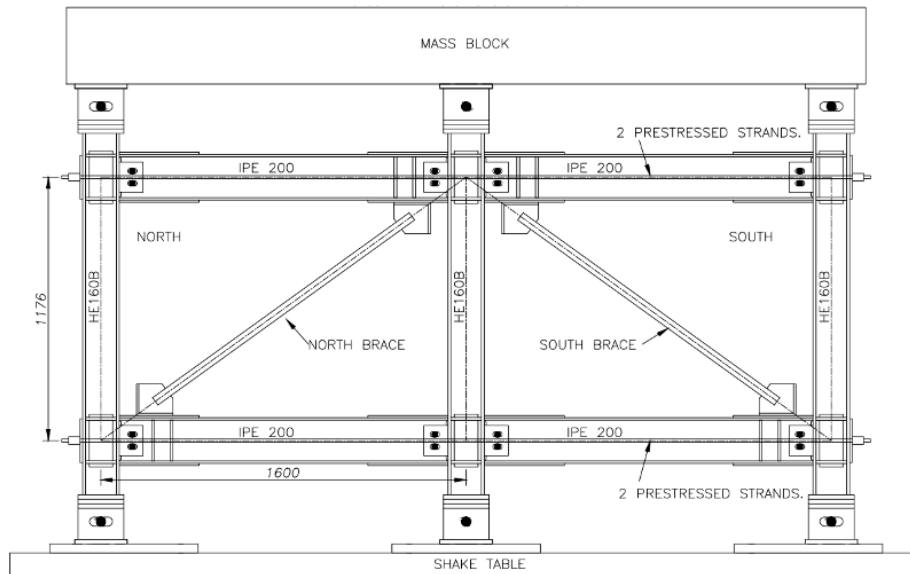 MASS BLOCK
2 PRESTRESSED STRANDS.
IPE 200
IPE 200
NORTH
SOUTH
HE160B
HE160B
HE160B
1176
NORTH BRACE
SOUTH BRACE
IPE 200
IPE 200
1600
2 PRESTRESSED STRANDS.
SHAKE TABLE